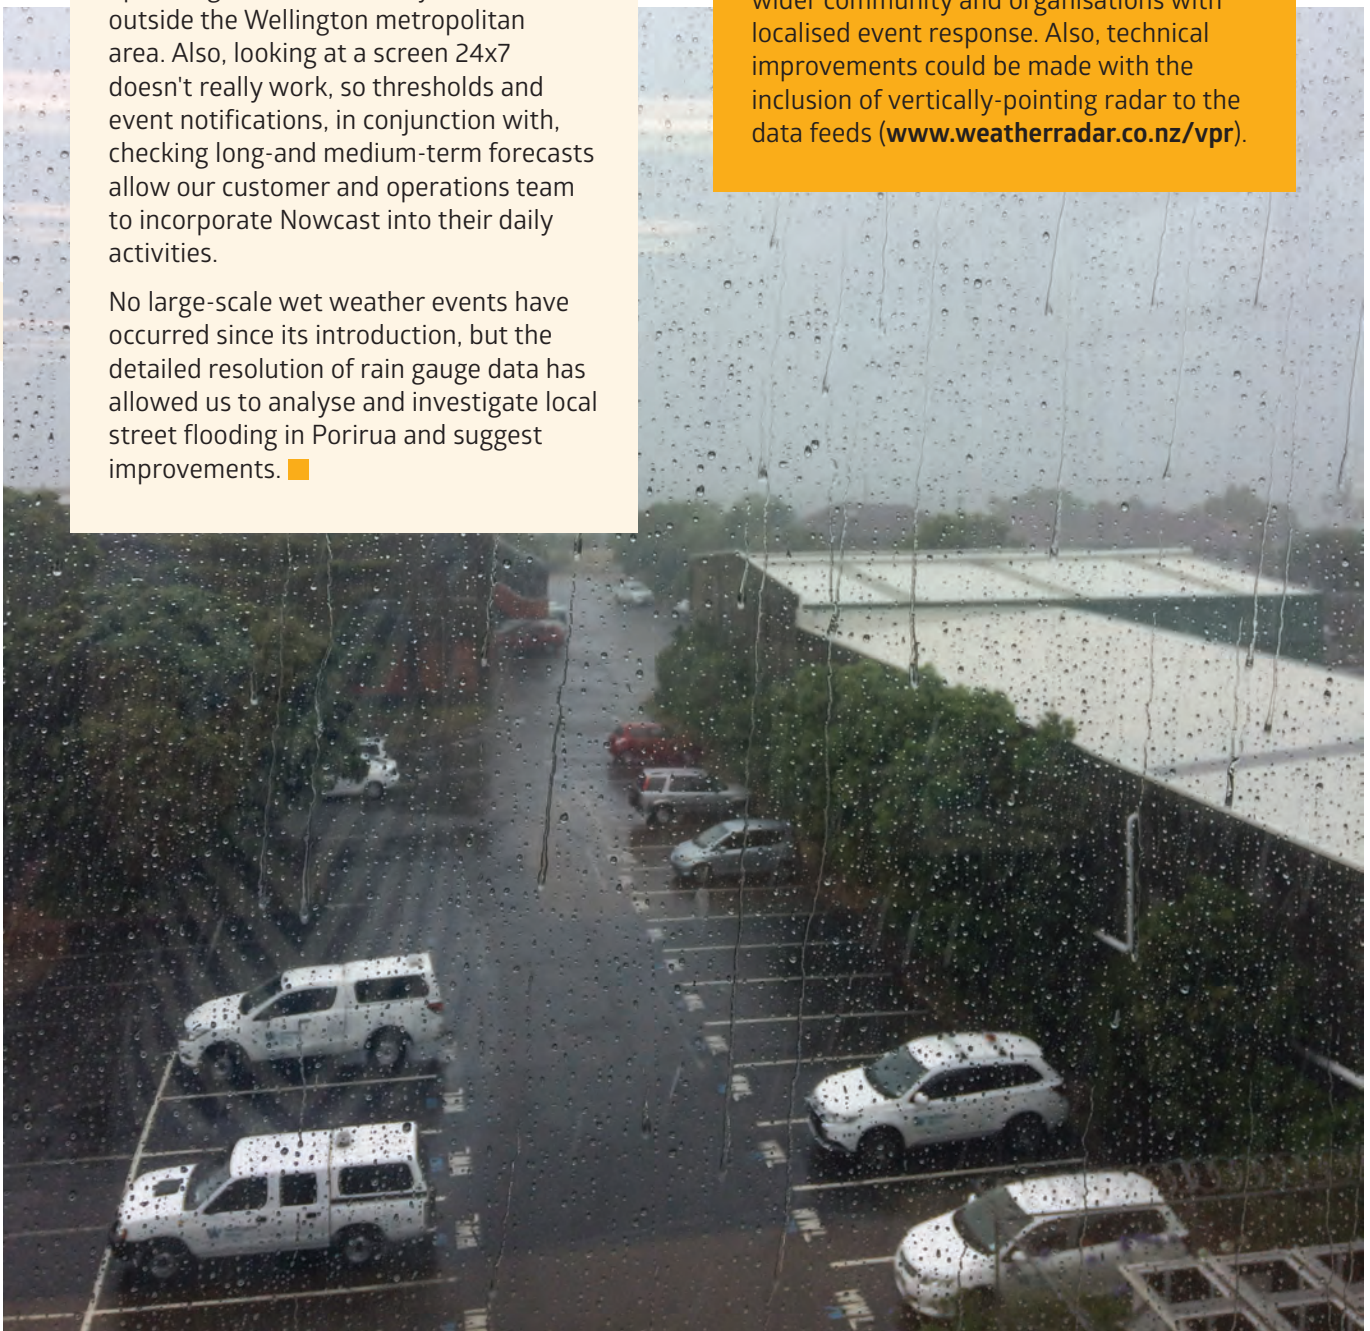 outside the Wellington metropolitan
area. Also, looking at a screen 24x7
doesn't really work, so thresholds and
event notifications, in conjunction with,
checking long-and medium-term forecasts
allow our customer and operations team
to incorporate Nowcast into their daily
activities.
No large-scale wet weather events have
occurred since its introduction, but the
detailed resolution of rain gauge data has
allowed us to analyse and investigate local
street flooding in Porirua and suggest
improvements.
wider community and organisations with
localised event response. Also, technical
improvements could be made with the
inclusion of vertically-pointing radar to the
data feeds (www.weatherradar.co.nz/vpr).